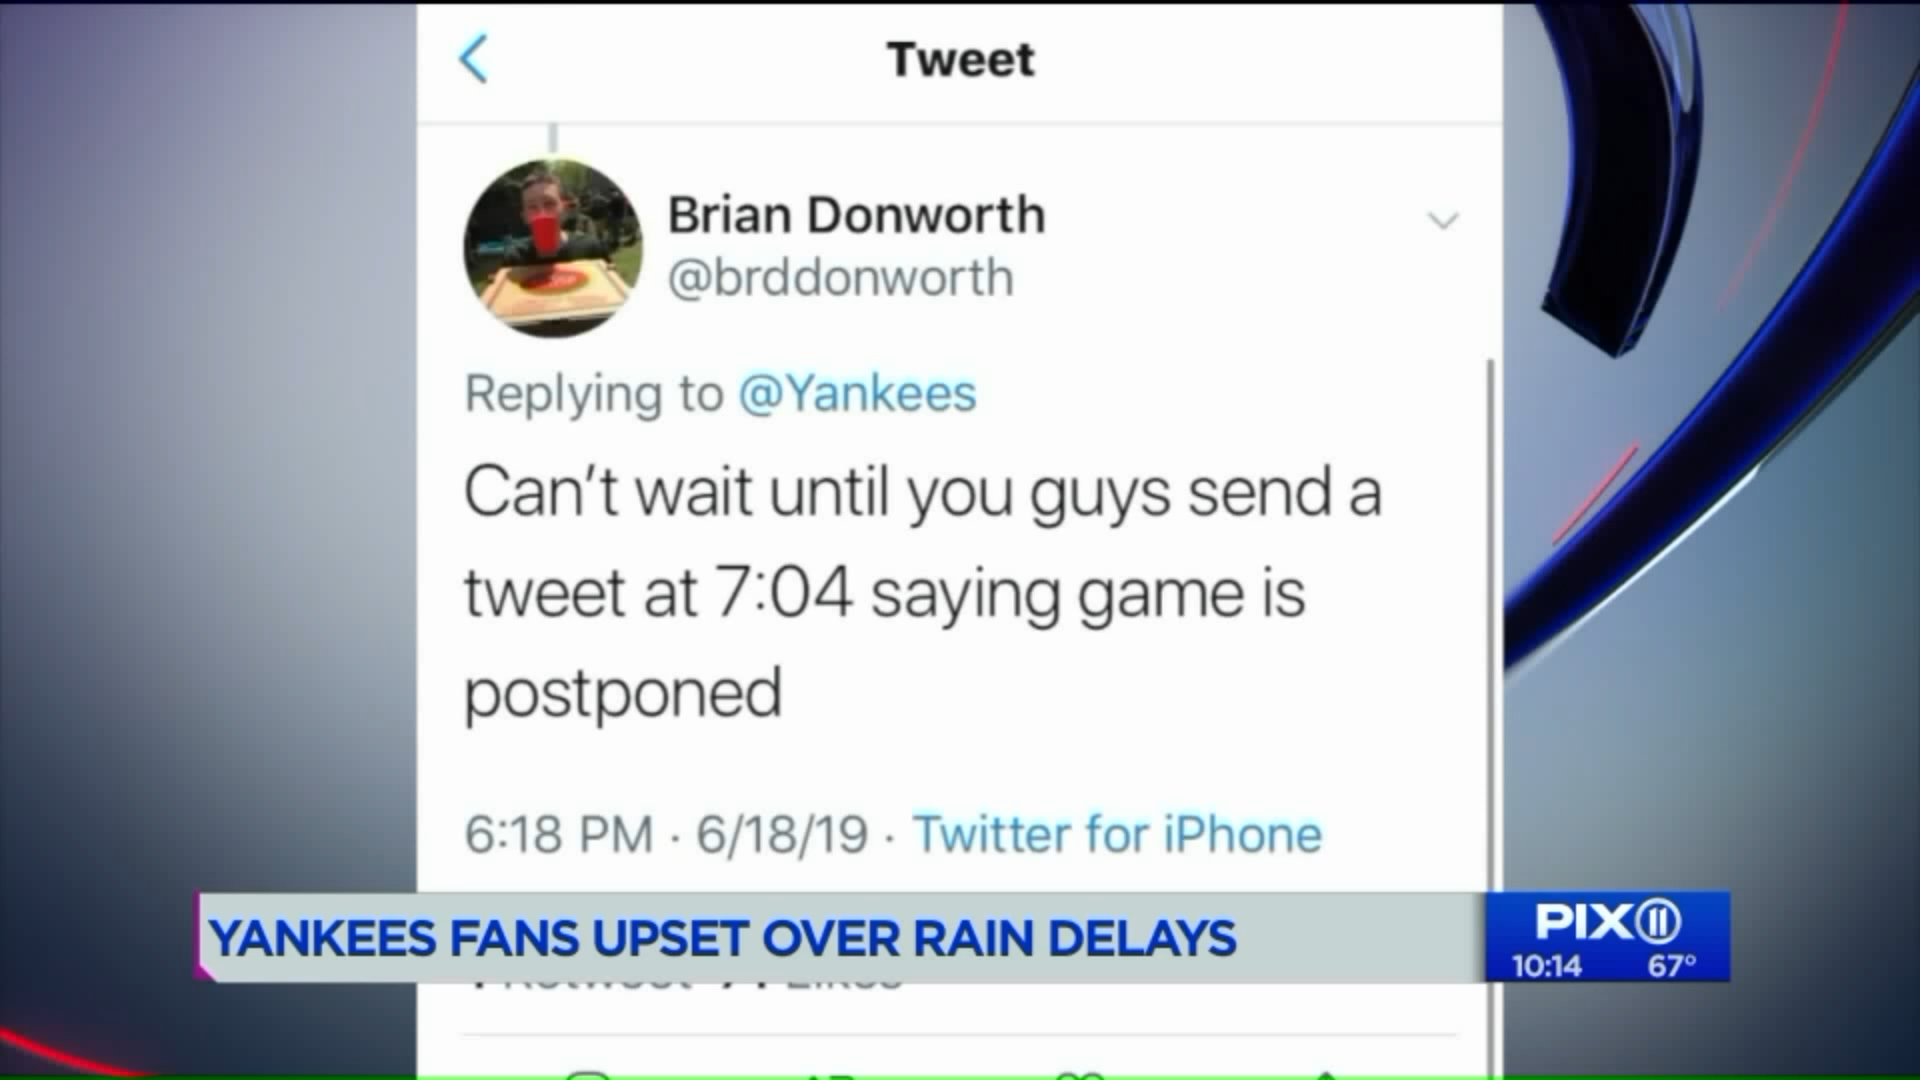 Tweet
Brian Donworth
@brddonworth
Replying to @Yankees
Can't wait until you guys send a
tweet at 7:04 saying game is
postponed
6:18 PM · 6/18/19 · Twitter for iPhone
YANKEES FANS UPSET OVER RAIN DELAYS
PIX11
10:14 67°
Retweet Likes